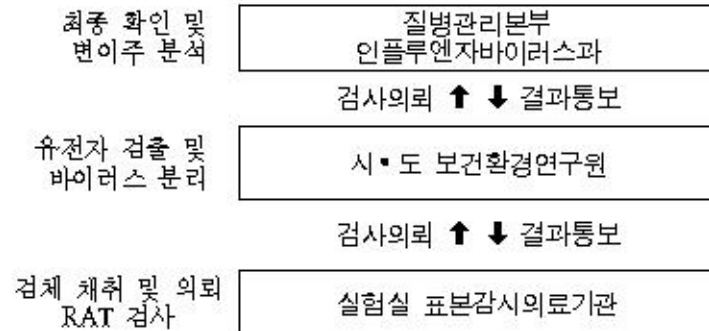 최종 확인 및
변이주 분석
질병관리본부
인플루엔자바이러스과
검사의뢰 ⬆ ⬇ 결과통보
유전자 검출 및
바이러스 분리
시·도 보건환경연구원
검사의뢰 ⬆ ⬇ 결과통보
검체 채취 및 의뢰
RAT 검사
실험실 표본감시의료기관